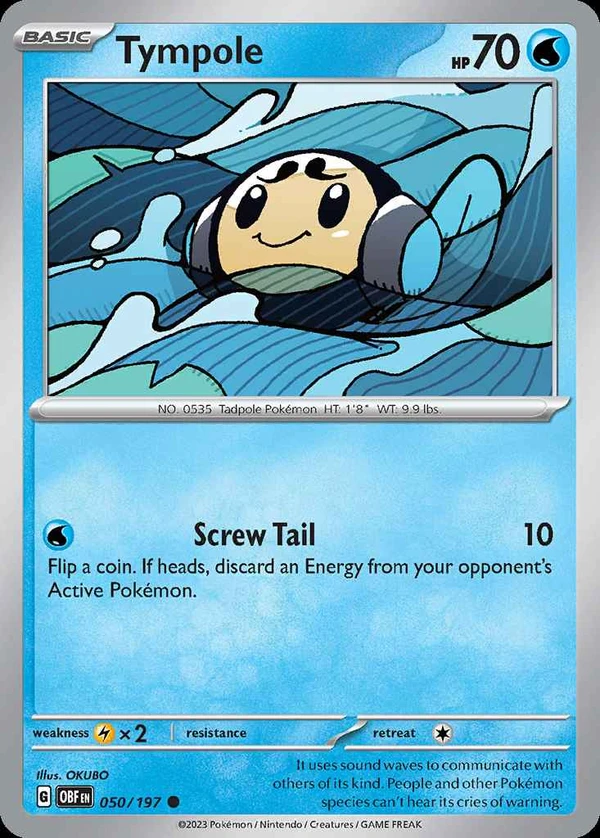 BASIC
Tympole
HP 70
NO. 0535 Tadpole Pokémon HT: 1'8" WT: 9.9 lbs.
Screw Tail 10
Flip a coin. If heads, discard an Energy from your opponent's
Active Pokémon.
weakness ×2 resistance retreat
Illus. OKUBO
G OBF EN 050/197
It uses sound waves to communicate with
others of its kind. People and other Pokémon
species can't hear its cries of warning.
©2023 Pokémon / Nintendo / Creatures / GAME FREAK